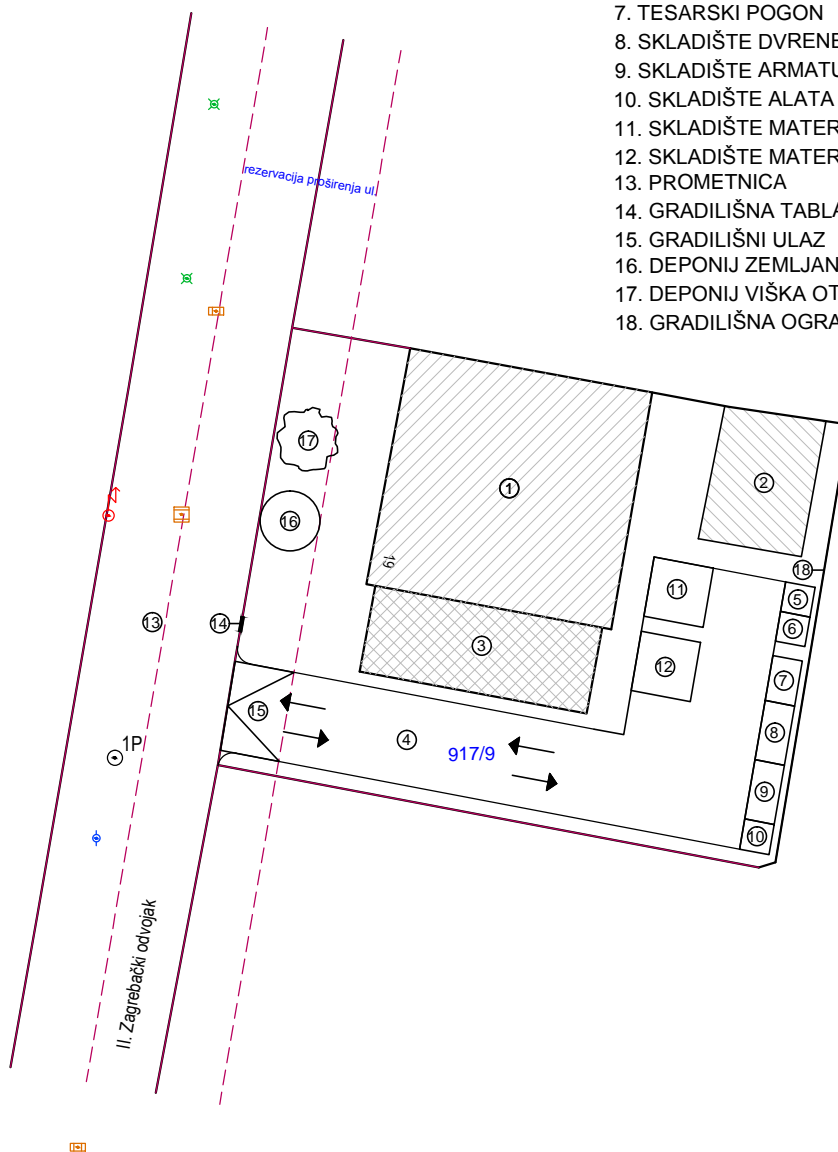 7. TESARSKI POGON
8. SKLADIŠTE DVRENE
9. SKLADIŠTE ARMATU
10. SKLADIŠTE ALATA
11. SKLADIŠTE MATER
12. SKLADIŠTE MATER
13. PROMETNICA
14. GRADILIŠNA TABLA
15. GRADILIŠNI ULAZ
16. DEPONIJ ZEMLJAN
17. DEPONIJ VIŠKA OT
18. GRADILIŠNA OGRA
rezervacija proširenja ul.
17
1
2
16
19
18
11
5
6
13
14
3
12
7
15
4
917/9
8
1P
9
10
II. Zagrebački odvojak